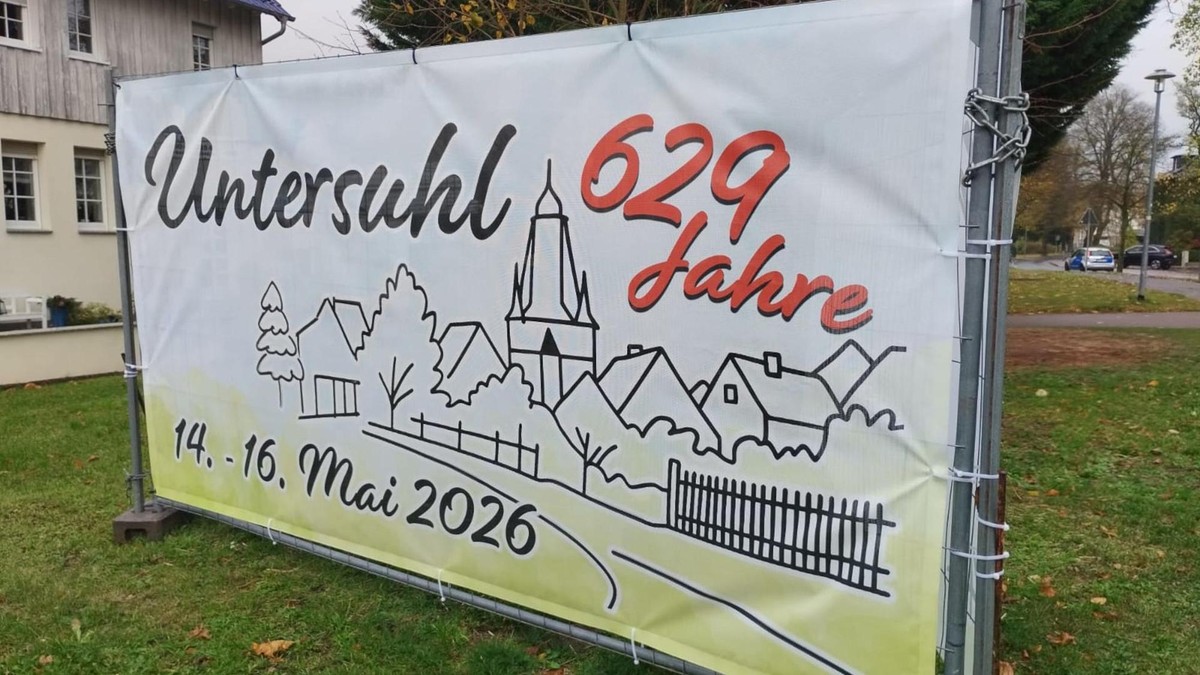 Untersuhl
629
Jahre
14. - 16. Mai 2026